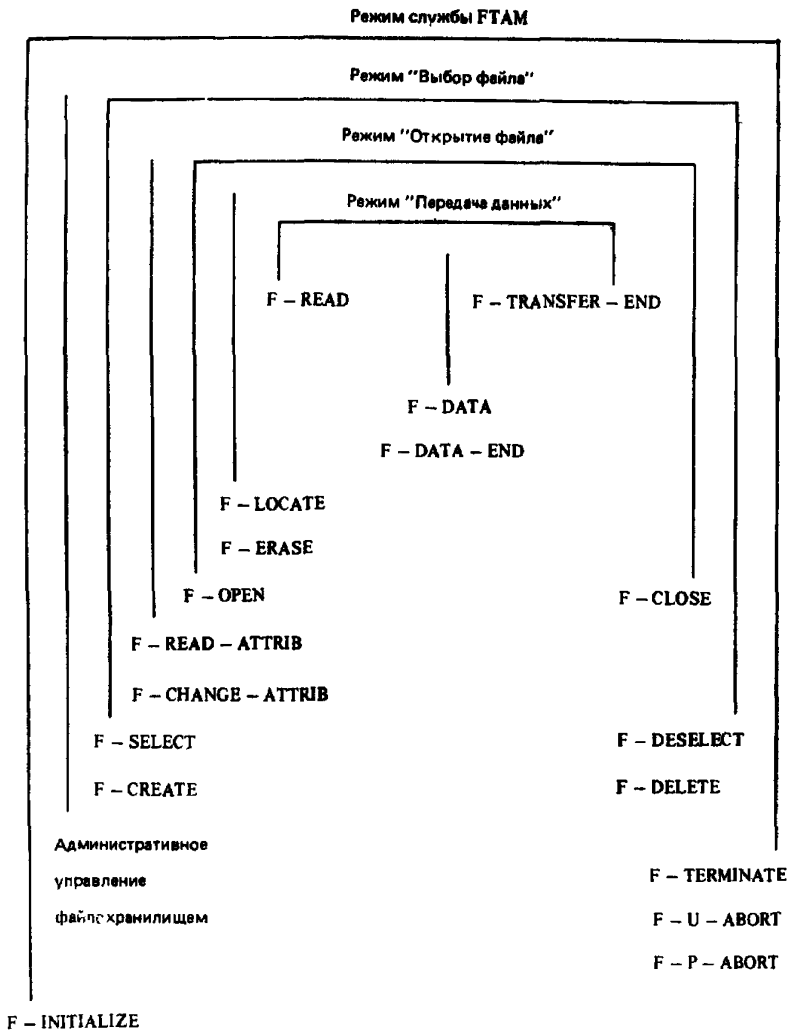 Режим службы FTAM
Режим "Выбор файла"
Режим "Открытие файла"
Режим "Передача данных"
F – READ
F – TRANSFER – END
F – DATA
F – DATA – END
F – LOCATE
F – ERASE
F – OPEN
F – CLOSE
F – READ – ATTRIB
F – CHANGE – ATTRIB
F – SELECT
F – DESELECT
F – CREATE
F – DELETE
Административное
управление
файлохранилищем
F – TERMINATE
F – U – ABORT
F – P – ABORT
F – INITIALIZE